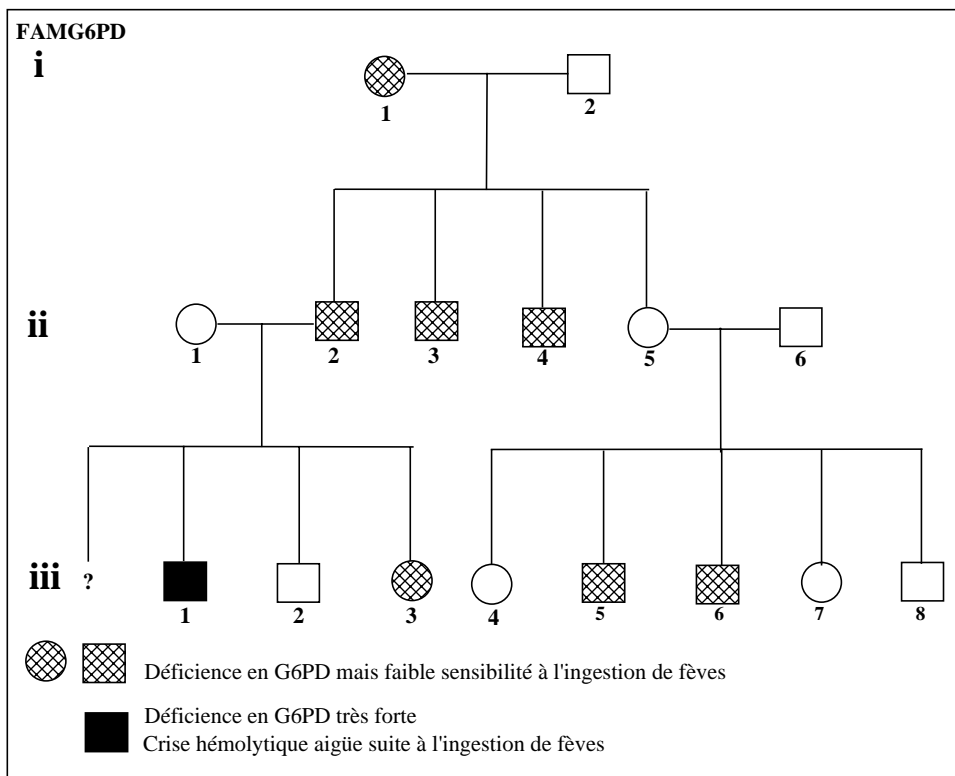 FAMG6PD
i
1 2
ii
1 2 3 4 5 6
iii ? 1 2 3 4 5 6 7 8
Déficience en G6PD mais faible sensibilité à l'ingestion de fèves
Déficience en G6PD très forte
Crise hémolytique aigüe suite à l'ingestion de fèves